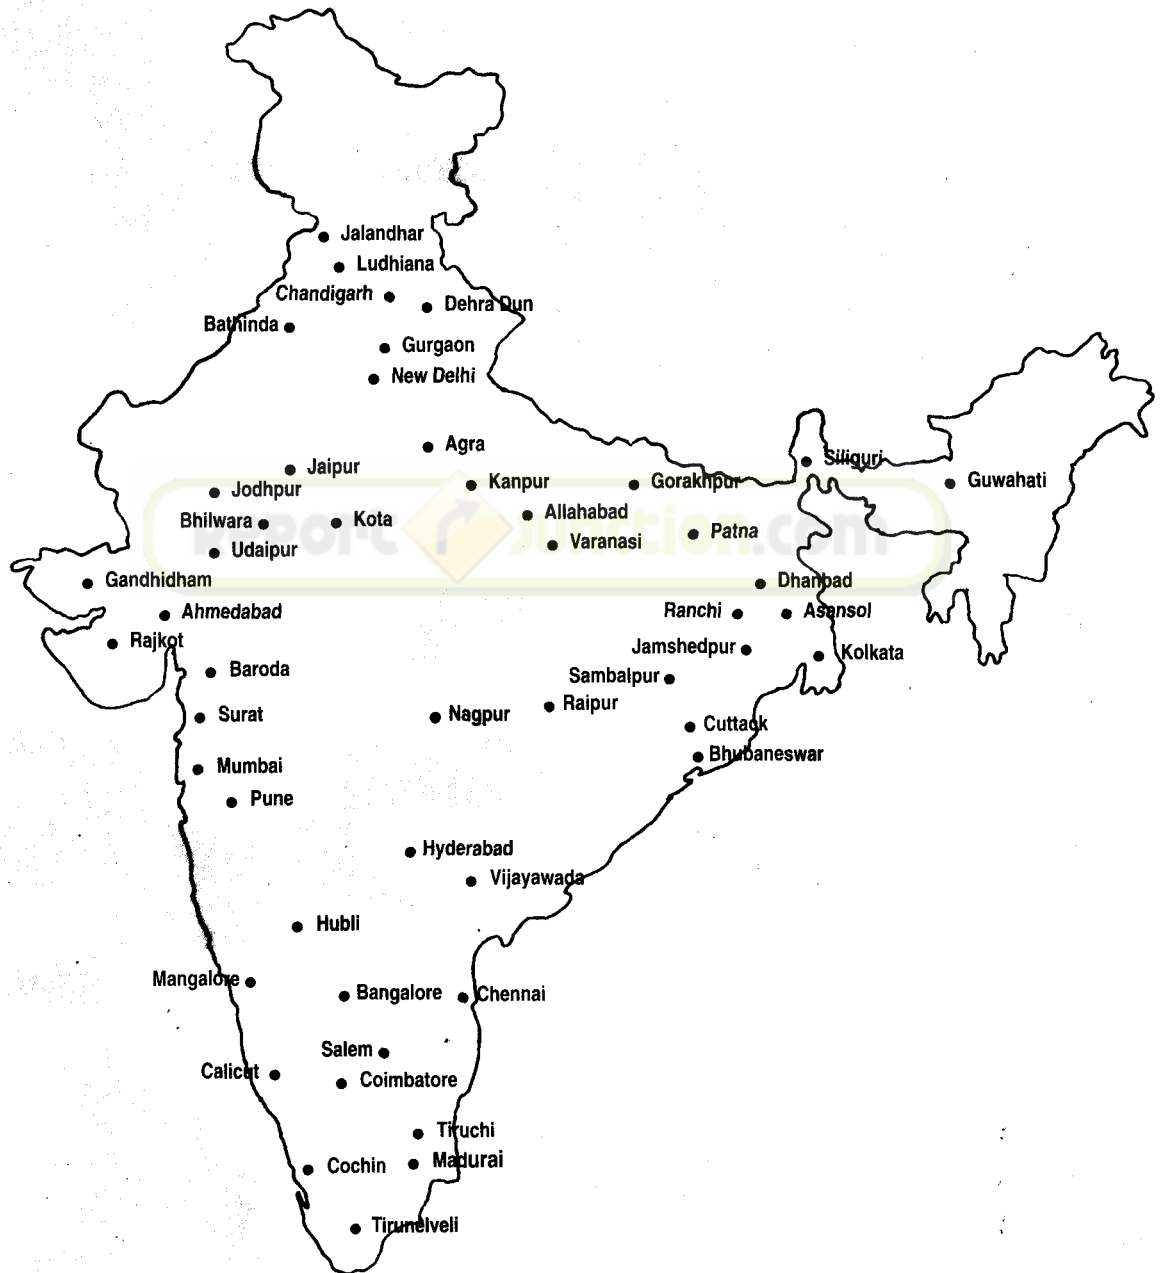 Jalandhar
Ludhiana
Chandigarh
Dehra Dun
Bathinda
Gurgaon
New Delhi
Agra
Siliguri
Jaipur
Kanpur
Gorakhpur
Guwahati
Jodhpur
Allahabad
Bhilwara
Kota
Patna
Varanasi
Udaipur
ReportJunction.com
Gandhidham
Dhanbad
Ahmedabad
Ranchi
Asansol
Rajkot
Jamshedpur
Kolkata
Baroda
Sambalpur
Raipur
Surat
Nagpur
Cuttack
Bhubaneswar
Mumbai
Pune
Hyderabad
Vijayawada
Hubli
Mangalore
Bangalore
Chennai
Salem
Calicut
Coimbatore
Tiruchi
Madurai
Cochin
Tirunelveli